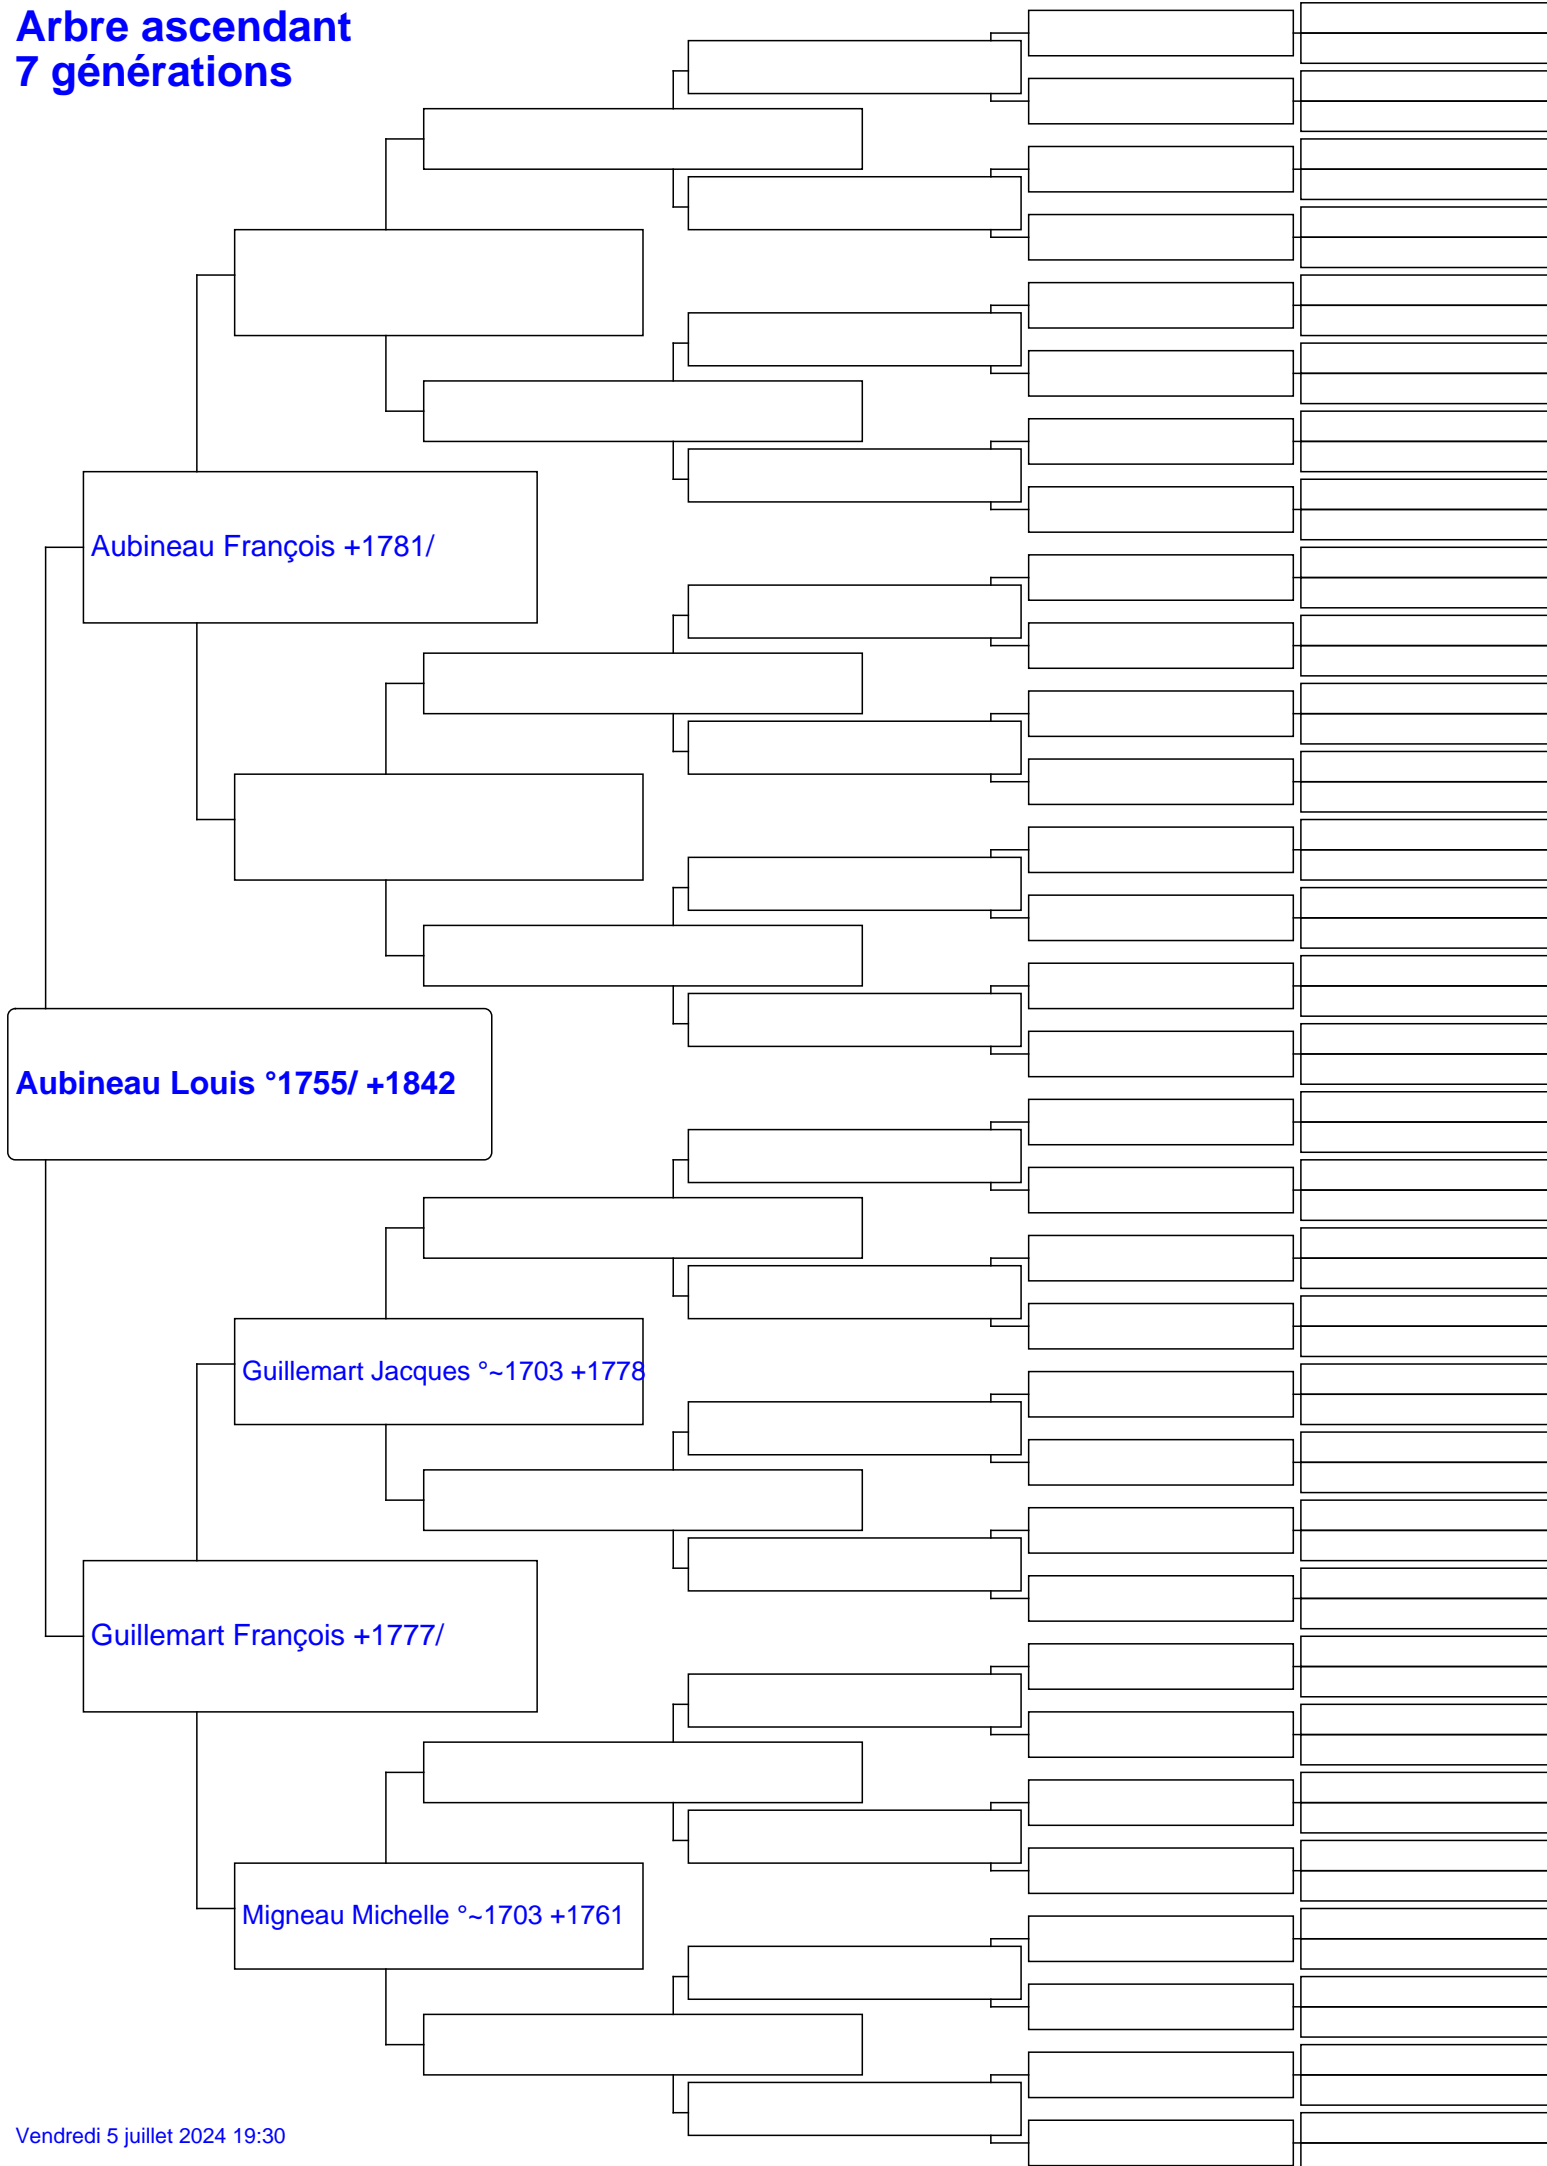 Arbre ascendant
7 générations
Aubineau François +1781/
Aubineau Louis °1755/ +1842
Guillemart Jacques °~1703 +1778
Guillemart François +1777/
Migneau Michelle °~1703 +1761
Vendredi 5 juillet 2024 19:30